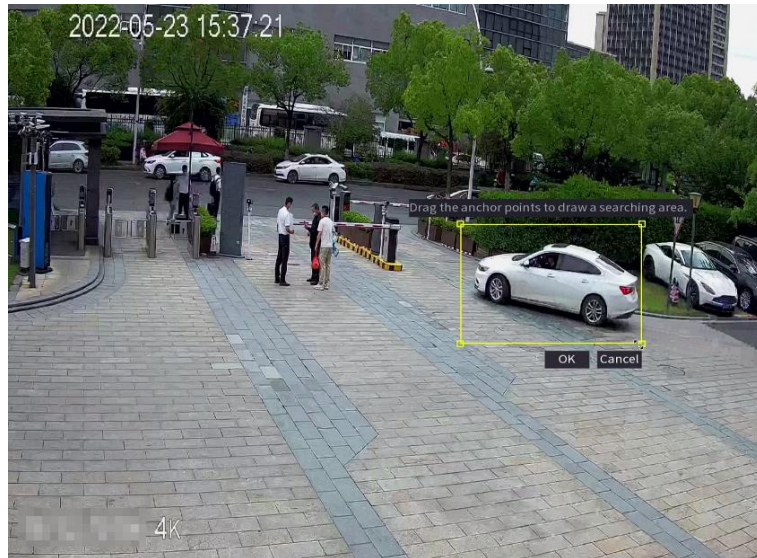 2022-05-23 15:37:21
Drag the anchor points to draw a searching area.
OK
Cancel
4K